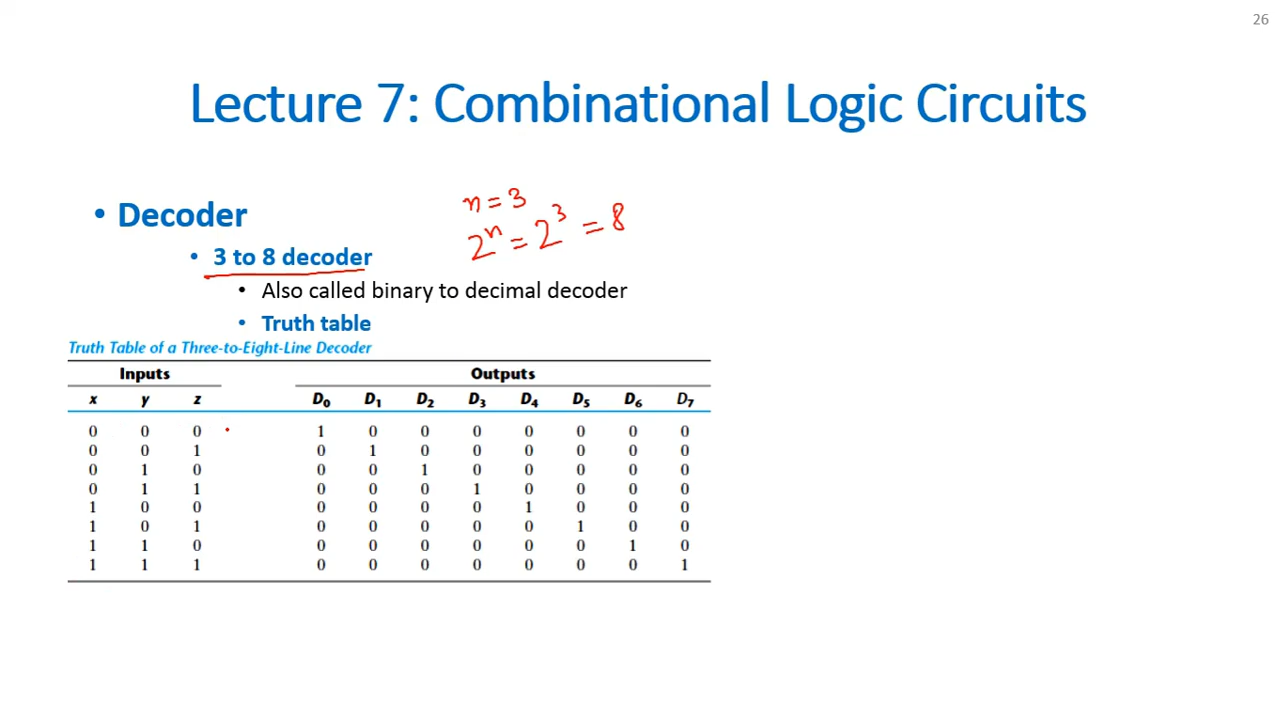 26
Lecture 7: Combinational Logic Circuits
• Decoder
n = 3
2ⁿ = 2³ = 8
• 3 to 8 decoder
• Also called binary to decimal decoder
• Truth table
Truth Table of a Three-to-Eight-Line Decoder
Inputs Outputs
x y z D₀ D₁ D₂ D₃ D₄ D₅ D₆ D₇
0 0 0 1 0 0 0 0 0 0 0
0 0 1 0 1 0 0 0 0 0 0
0 1 0 0 0 1 0 0 0 0 0
0 1 1 0 0 0 1 0 0 0 0
1 0 0 0 0 0 0 1 0 0 0
1 0 1 0 0 0 0 0 1 0 0
1 1 0 0 0 0 0 0 0 1 0
1 1 1 0 0 0 0 0 0 0 1